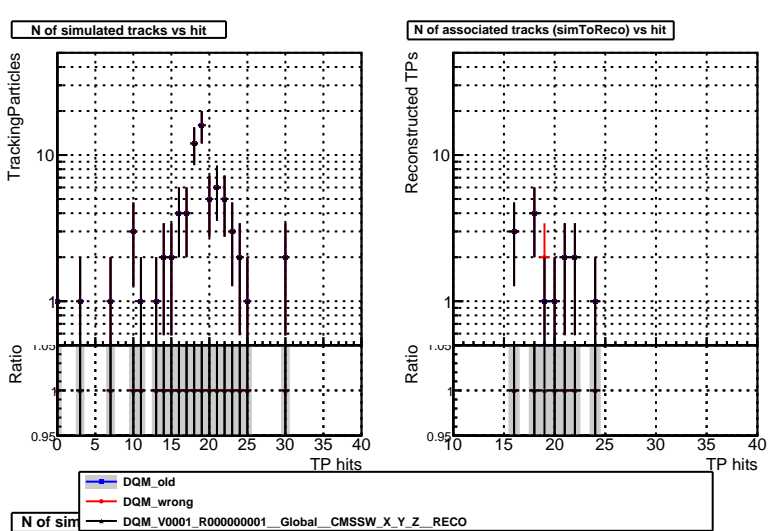 N of simulated tracks vs hit
N of associated tracks (simToReco) vs hit
TrackingParticles
10
1
Ratio
1.05
1
0.95
0 5 10 15 20 25 30 35 40
TP hits
Reconstructed TPs
10
1
Ratio
1.05
1
0.95
10 15 20 25 30 35 40
TP hits
DQM_old
DQM_wrong
DQM_V0001_R000000001__Global__CMSSW_X_Y_Z__RECO
N of sim